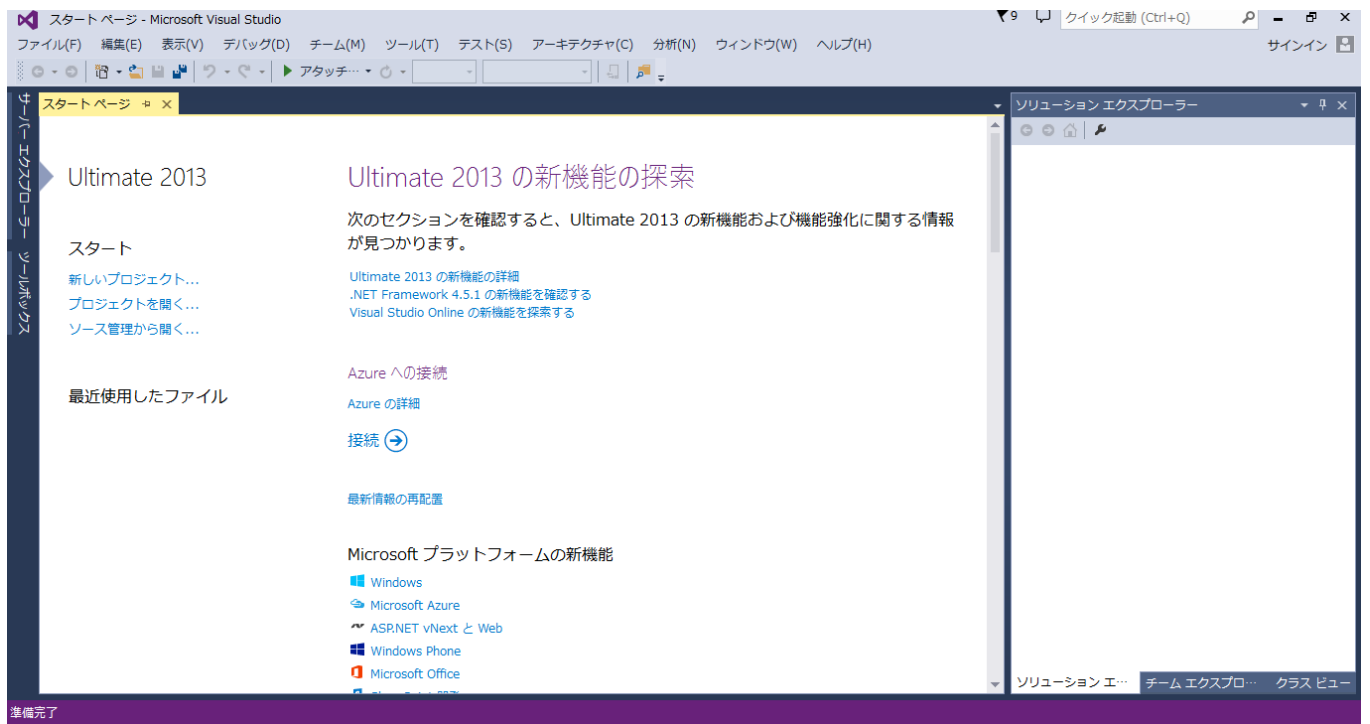 スタート ページ - Microsoft Visual Studio
9
クイック起動 (Ctrl+Q)
ファイル(F) 編集(E) 表示(V) デバッグ(D) チーム(M) ツール(T) テスト(S) アーキテクチャ(C) 分析(N) ウィンドウ(W) ヘルプ(H)
サインイン
アタッチ…
サーバー エクスプローラー
ツールボックス
スタート ページ
Ultimate 2013
スタート
新しいプロジェクト...
プロジェクトを開く...
ソース管理から開く...
最近使用したファイル
Ultimate 2013 の新機能の探索
次のセクションを確認すると、Ultimate 2013 の新機能および機能強化に関する情報
が見つかります。
Ultimate 2013 の新機能の詳細
.NET Framework 4.5.1 の新機能を確認する
Visual Studio Online の新機能を探索する
Azure への接続
Azure の詳細
接続
最新情報の再配置
Microsoft プラットフォームの新機能
Windows
Microsoft Azure
ASP.NET vNext と Web
Windows Phone
Microsoft Office
ソリューション エクスプローラー
ソリューション エ…
チーム エクスプロ…
クラス ビュー
準備完了